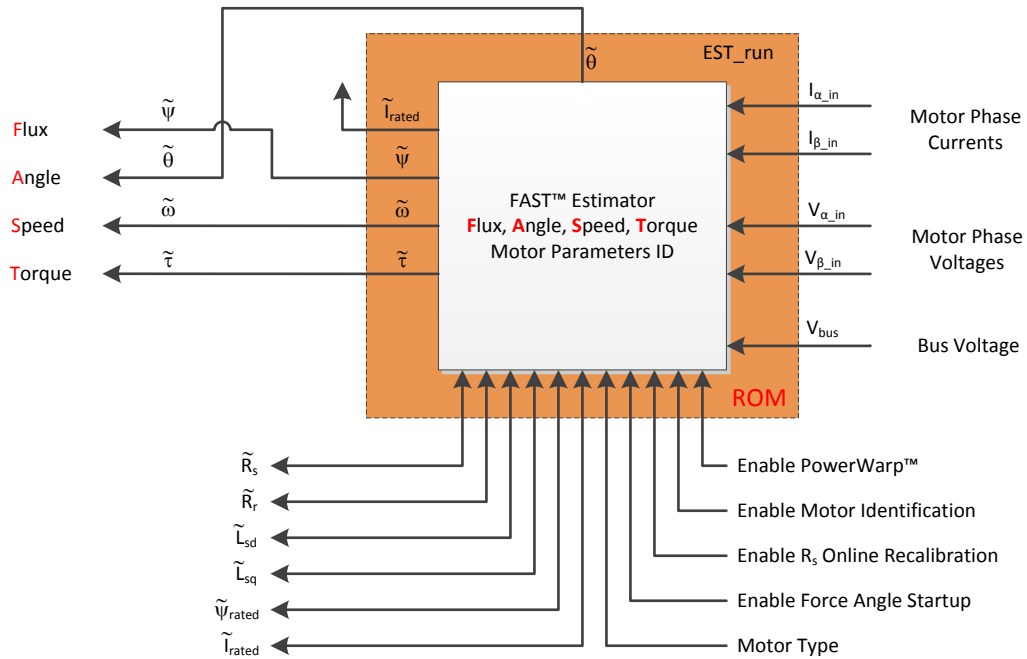 EST_run
θ̃
Ĩrated
ψ̃
ω̃
τ̃
FAST™ Estimator
Flux, Angle, Speed, Torque
Motor Parameters ID
ROM
Flux
ψ̃
Angle
θ̃
Speed
ω̃
Torque
τ̃
Iα_in
Iβ_in
Motor Phase
Currents
Vα_in
Vβ_in
Motor Phase
Voltages
Vbus
Bus Voltage
R̃s
R̃r
L̃sd
L̃sq
ψ̃rated
Ĩrated
Enable PowerWarp™
Enable Motor Identification
Enable Rs Online Recalibration
Enable Force Angle Startup
Motor Type